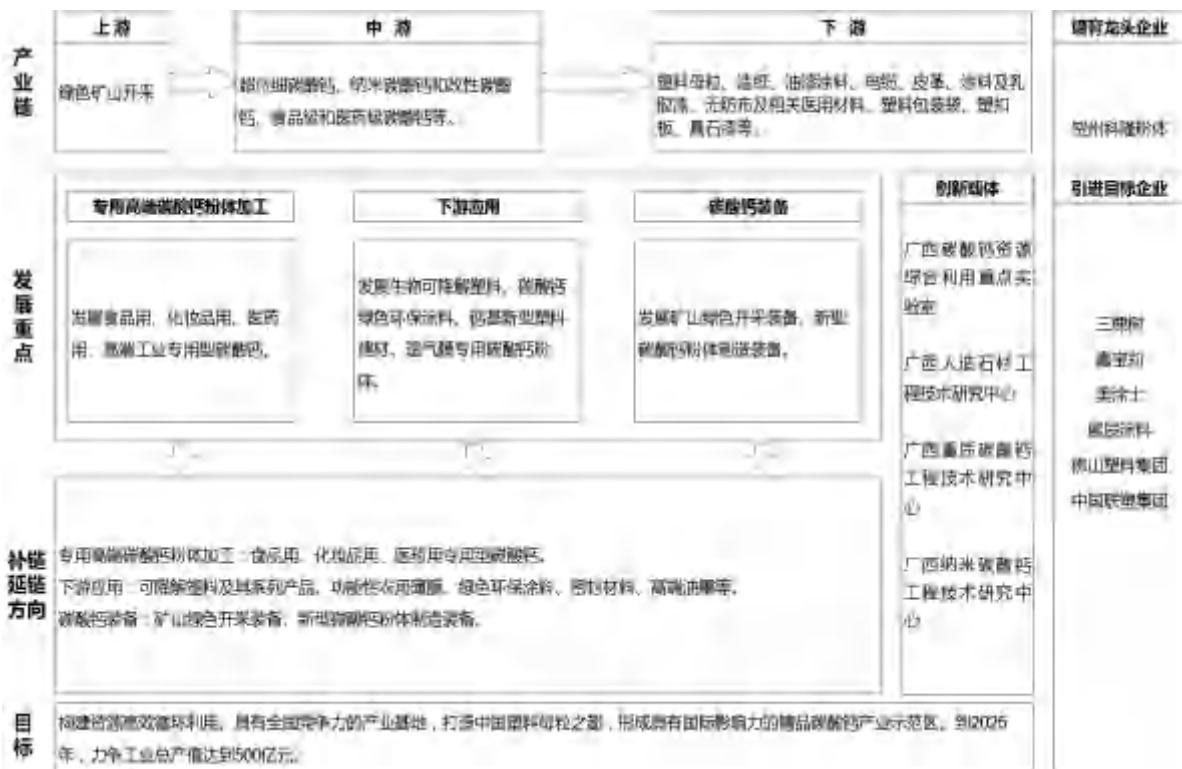 产业链
上游
中游
下游
培育龙头企业
绿色矿山开采
超微细碳酸钙、纳米碳酸钙和改性碳酸
钙、食品级和医药级碳酸钙等。
塑料母粒、造纸、油漆涂料、电缆、皮革、涂料及乳
胶漆、无纺布及相关医用材料、塑料包装袋、塑扣
板、真石漆等。
贺州科隆粉体
发展重点
专用高端碳酸钙粉体加工
下游应用
碳酸钙装备
创新载体
引进目标企业
发展食品用、化妆品用、医药
用、高端工业专用型碳酸钙。
发展生物可降解塑料、碳酸钙
绿色环保涂料、钙基新型塑料
建材、透气膜专用碳酸钙粉
体。
发展矿山绿色开采装备、新型
碳酸钙粉体制造装备。
广西碳酸钙资源
综合利用重点实
验室
广西人造石材工
程技术研究中心
广西重质碳酸钙
工程技术研究中
心
广西纳米碳酸钙
工程技术研究中
心
三棵树
嘉宝莉
美涂士
涂料
佛山塑料集团
中国联塑集团
补链
延链
方向
专用高端碳酸钙粉体加工：食品用、化妆品用、医药用专用型碳酸钙。
下游应用：可降解塑料及其系列产品、功能性农用薄膜、绿色环保涂料、密封材料、高端油墨等。
碳酸钙装备：矿山绿色开采装备、新型碳酸钙粉体制造装备。
目标
构建资源高效循环利用、具有全国竞争力的产业基地，打造中国塑料母粒之都，形成具有国际影响力的精品碳酸钙产业示范区。到2025
年，力争工业总产值达到500亿元。